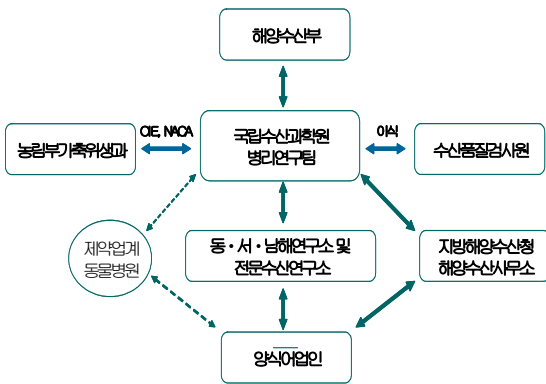 해양수산부
CIE, NACA
이식
농림부가축위생과
국립수산과학원
병리연구팀
수산품질검사원
제약업계
동물병원
동·서·남해연구소 및
전문수산연구소
지방해양수산청
해양수산사무소
양식어업인